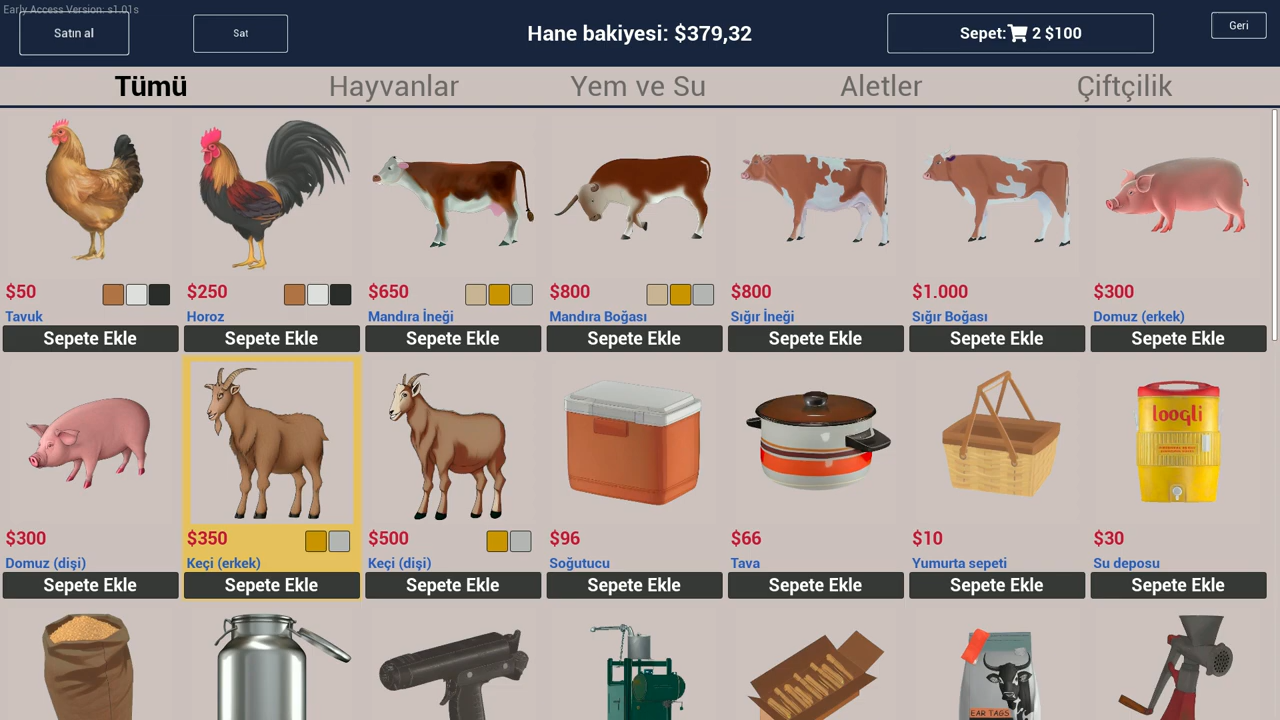 Early Access Version: s1.01s
Satın al
Sat
Hane bakiyesi: $379,32
Sepet: 2 $100
Geri
Tümü
Hayvanlar
Yem ve Su
Aletler
Çiftçilik
$50
Tavuk
Sepete Ekle
$250
Horoz
Sepete Ekle
$650
Mandıra İneği
Sepete Ekle
$800
Mandıra Boğası
Sepete Ekle
$800
Sığır İneği
Sepete Ekle
$1.000
Sığır Boğası
Sepete Ekle
$300
Domuz (erkek)
Sepete Ekle
$300
Domuz (dişi)
Sepete Ekle
$350
Keçi (erkek)
Sepete Ekle
$500
Keçi (dişi)
Sepete Ekle
$96
Soğutucu
Sepete Ekle
$66
Tava
Sepete Ekle
$10
Yumurta sepeti
Sepete Ekle
looqli
$30
Su deposu
Sepete Ekle
EAR TAGS